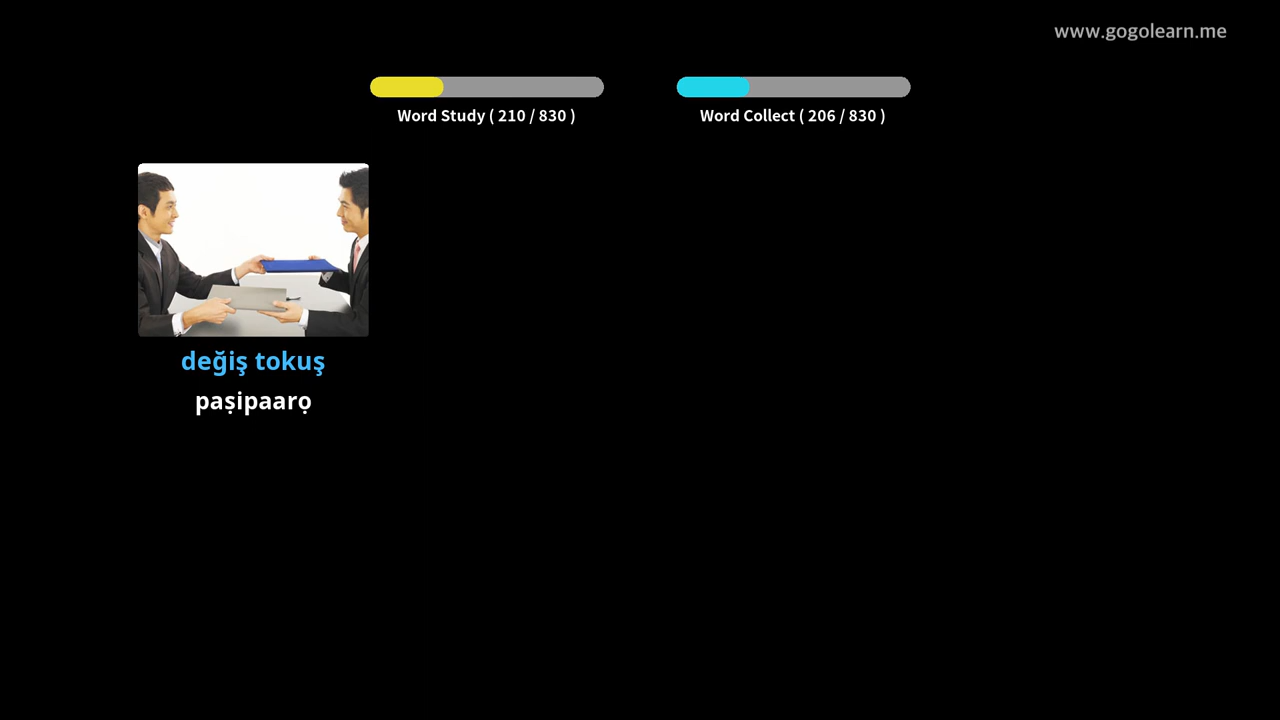 www.gogolearn.me
Word Study ( 210 / 830 )
Word Collect ( 206 / 830 )
değiş tokuş
paṣipaarọ